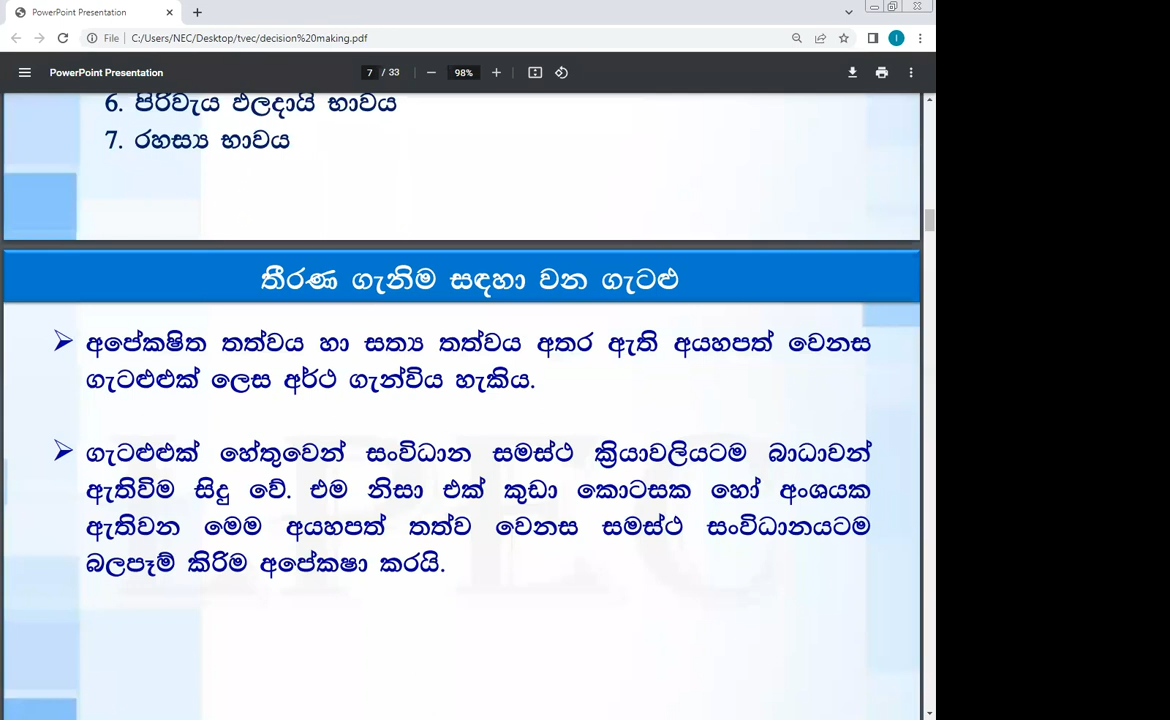 PowerPoint Presentation
File C:/Users/NEC/Desktop/tvec/decision%20making.pdf
PowerPoint Presentation 7 / 33 98%
6. පිරිවැය ඵලදායි භාවය
7. රහස්‍ය භාවය
තීරණ ගැනිම සඳහා වන ගැටළු
අපේක්‍ෂිත තත්වය හා සත්‍ය තත්වය අතර ඇති අයහපත් වෙනස
ගැටළුළුක් ලෙස අර්ථ ගැන්විය හැකිය.
ගැටළුළුක් හේතුවෙන් සංවිධාන සමස්ථ ක්‍රියාවලියටම බාධාවන්
ඇතිවිම සිදු වේ. එම නිසා එක් කුඩා කොටසක හෝ අංශයක
ඇතිවන මෙම අයහපත් තත්ව වෙනස සමස්ථ සංවිධානයටම
බලපෑම් කිරිම අපේක්‍ෂා කරයි.